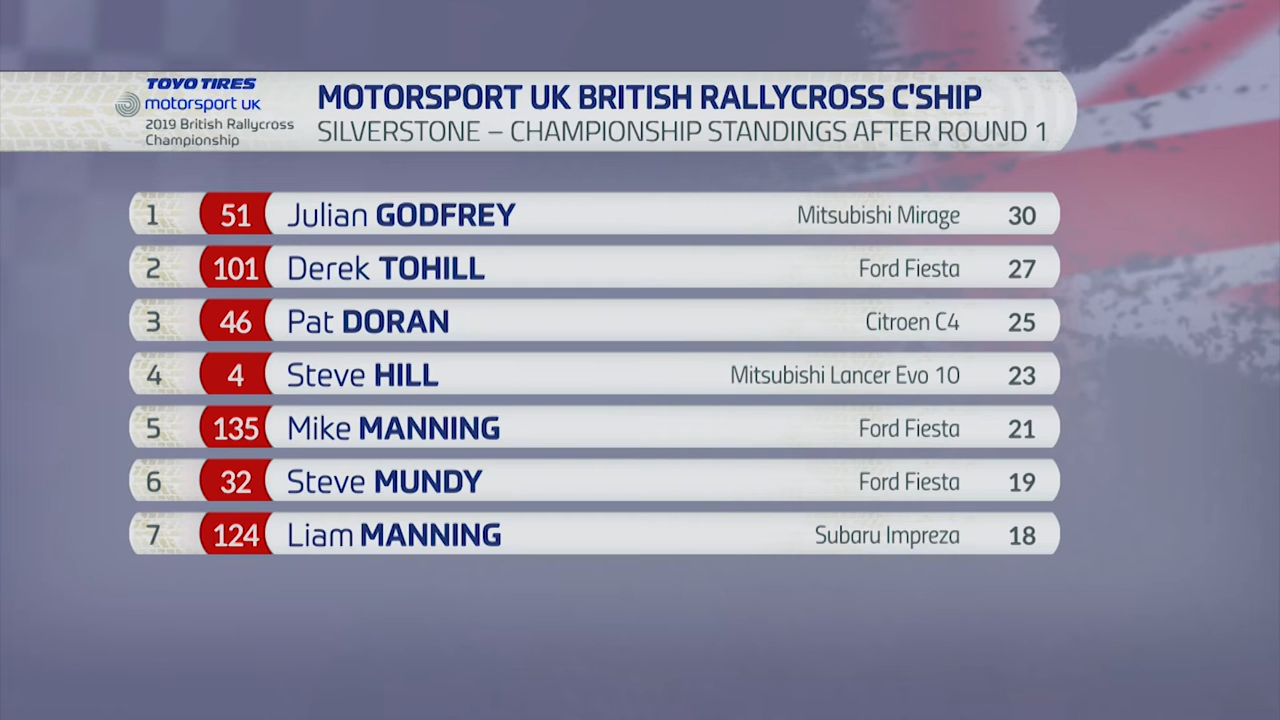 TOYO TIRES
motorsport uk
2019 British Rallycross
Championship
MOTORSPORT UK BRITISH RALLYCROSS C'SHIP
SILVERSTONE – CHAMPIONSHIP STANDINGS AFTER ROUND 1
1 51 Julian GODFREY Mitsubishi Mirage 30
2 101 Derek TOHILL Ford Fiesta 27
3 46 Pat DORAN Citroen C4 25
4 4 Steve HILL Mitsubishi Lancer Evo 10 23
5 135 Mike MANNING Ford Fiesta 21
6 32 Steve MUNDY Ford Fiesta 19
7 124 Liam MANNING Subaru Impreza 18